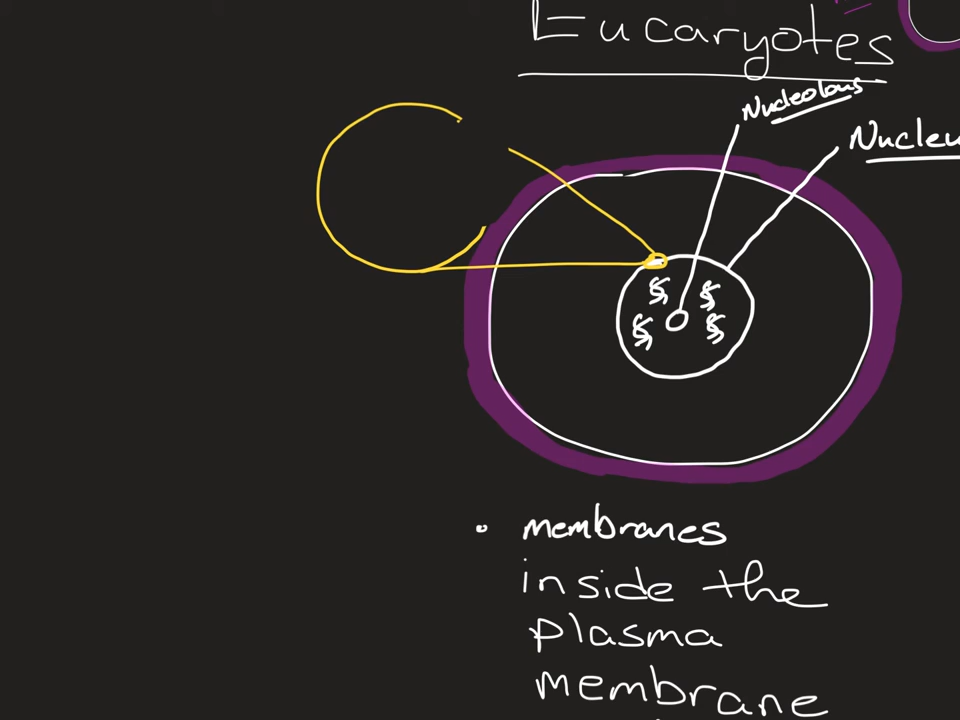 Eucaryotes
Nucleolous
Nucleu
• membranes
inside the
plasma
membrane